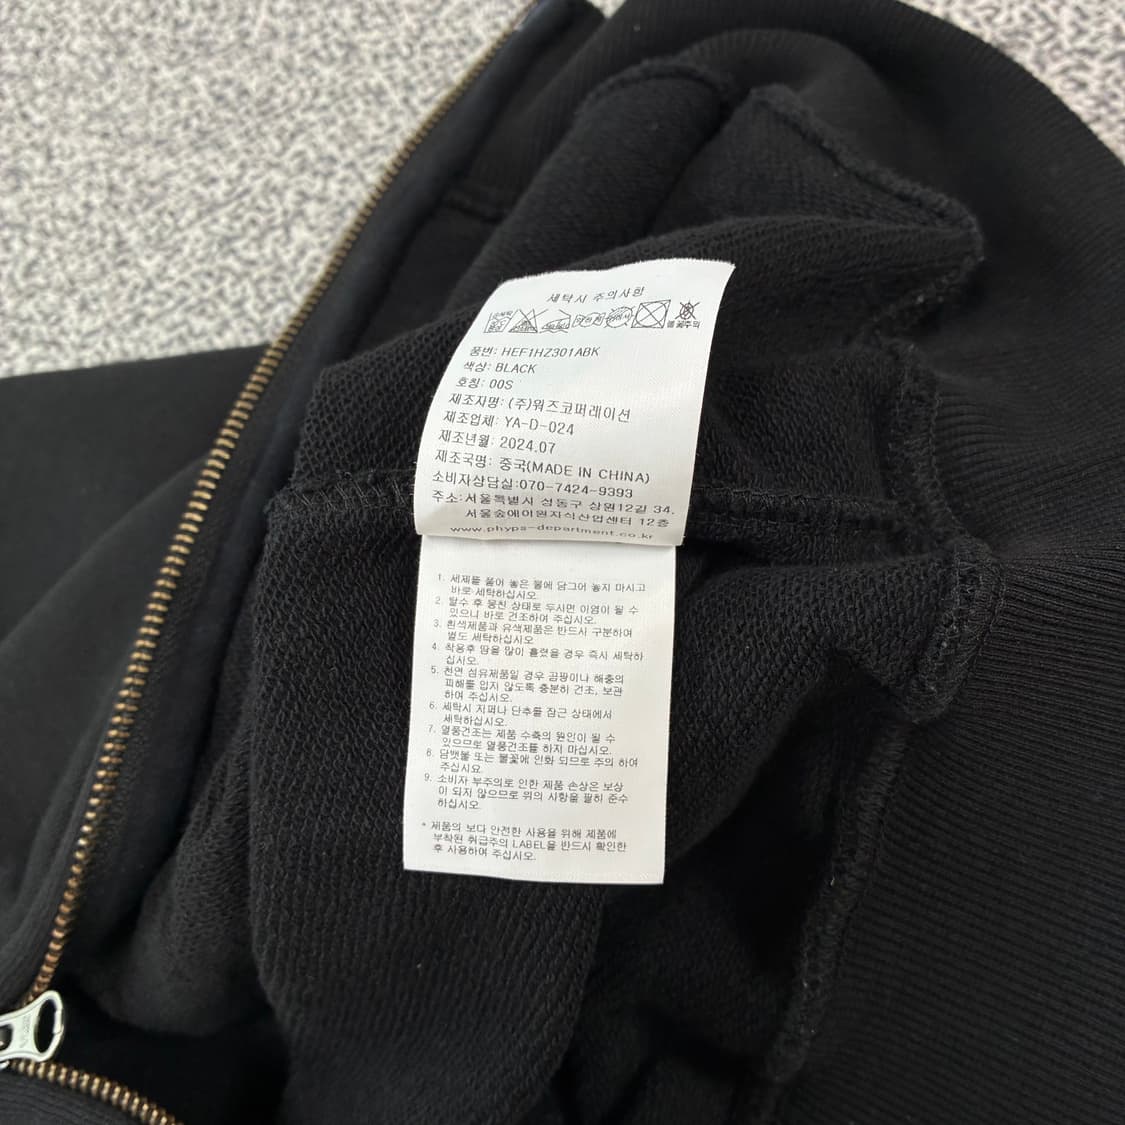 세탁시 주의사항
품번: HEF1HZ301ABK
색상: BLACK
호칭: 00S
제조자명: (주)워즈코퍼레이션
제조업체: YA-D-024
제조년월: 2024.07
제조국명: 중국(MADE IN CHINA)
소비자상담실:070-7424-9393
주소:서울특별시 성동구 상원12길 34.
서울숲에이원지식산업센터 12층
www.phyps-department.co.kr
1. 세제를 풀어 놓은 물에 담그어 놓지 마시고
바로 세탁하십시오.
2. 탈수 후 뭉친 상태로 두시면 이염이 될 수
있으니 바로 건조하여 주십시오.
3. 흰색제품과 유색제품은 반드시 구분하여
별도 세탁하십시오
4. 착용후 땀을 많이 흘렸을 경우 즉시 세탁하
십시오.
5. 천연 섬유제품일 경우 곰팡이나 해충의
피해를 입지 않도록 충분히 건조, 보관
하여 주십시오.
6. 세탁시 지퍼나 단추를 잠근 상태에서
세탁하십시오.
7. 열풍건조는 제품 수축의 원인이 될 수
있으므로 열풍건조를 하지 마십시오.
8. 담뱃불 또는 불꽃에 인화 되므로 주의 하여
주십시요.
9. 소비자 부주의로 인한 제품 손상은 보상
이 되지 않으므로 위의 사항을 필히 준수
하십시오.
* 제품의 보다 안전한 사용을 위해 제품에
부착된 취급주의 LABEL을 반드시 확인한
후 사용하여 주십시오.